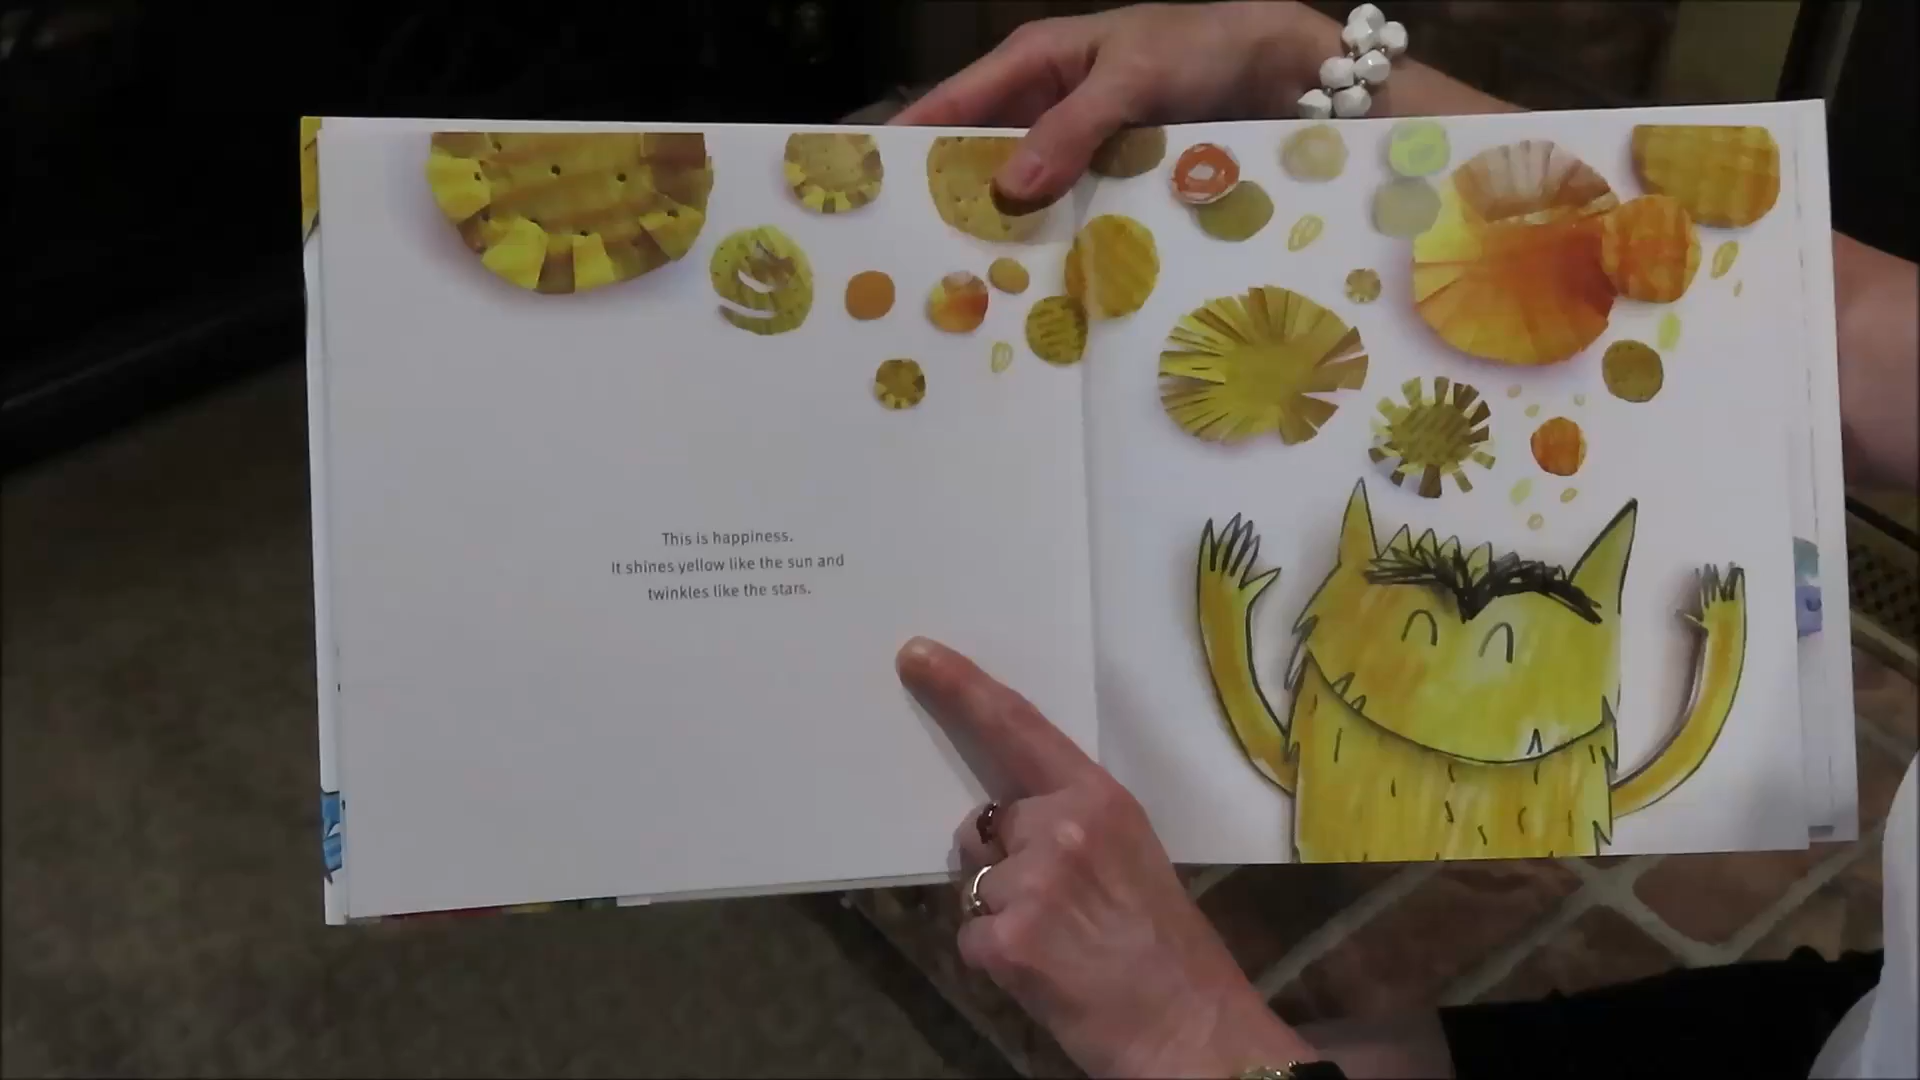 This is happiness.
It shines yellow like the sun and
twinkles like the stars.